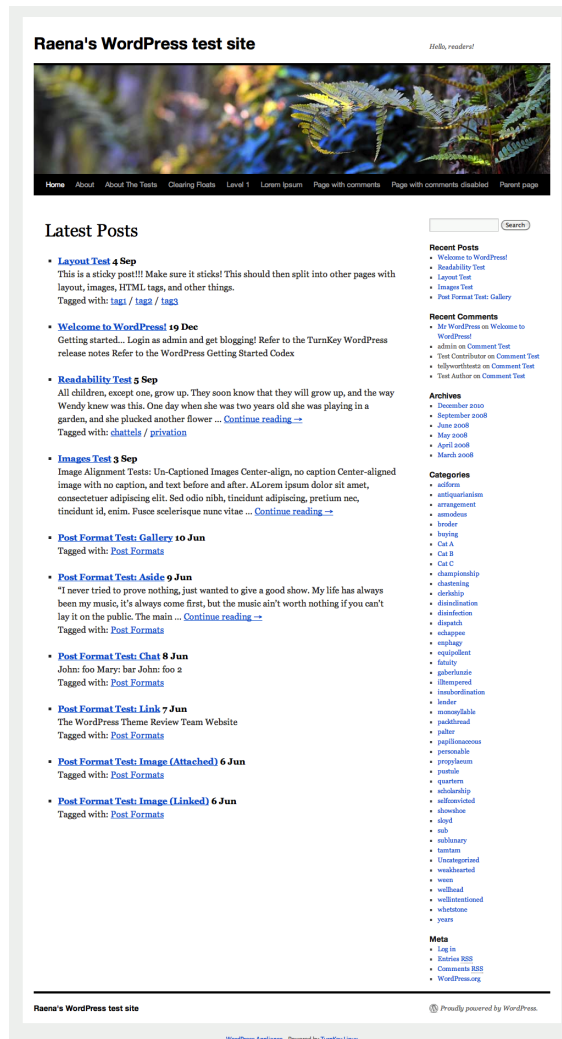 Raena's WordPress test site
Hello, readers!
Home About About The Tests Clearing Floats Level 1 Lorem Ipsum Page with comments Page with comments disabled Parent page
Latest Posts
Layout Test 4 Sep
This is a sticky post!!! Make sure it sticks! This should then split into other pages with
layout, images, HTML tags, and other things.
Tagged with: tag1 / tag2 / tag3
Welcome to WordPress! 19 Dec
Getting started... Login as admin and get blogging! Refer to the TurnKey WordPress
release notes Refer to the WordPress Getting Started Codex
Readability Test 5 Sep
All children, except one, grow up. They soon know that they will grow up, and the way
Wendy knew was this. One day when she was two years old she was playing in a
garden, and she plucked another flower ... Continue reading →
Tagged with: chattels / privation
Images Test 3 Sep
Image Alignment Tests: Un-Captioned Images Center-align, no caption Center-aligned
image with no caption, and text before and after. ALorem ipsum dolor sit amet,
consectetuer adipiscing elit. Sed odio nibh, tincidunt adipiscing, pretium nec,
tincidunt id, enim. Fusce scelerisque nunc vitae ... Continue reading →
Post Format Test: Gallery 10 Jun
Tagged with: Post Formats
Post Format Test: Aside 9 Jun
“I never tried to prove nothing, just wanted to give a good show. My life has always
been my music, it’s always come first, but the music ain’t worth nothing if you can’t
lay it on the public. The main ... Continue reading →
Tagged with: Post Formats
Post Format Test: Chat 8 Jun
John: foo Mary: bar John: foo 2
Tagged with: Post Formats
Post Format Test: Link 7 Jun
The WordPress Theme Review Team Website
Tagged with: Post Formats
Post Format Test: Image (Attached) 6 Jun
Tagged with: Post Formats
Post Format Test: Image (Linked) 6 Jun
Tagged with: Post Formats
Search
Recent Posts
Welcome to WordPress!
Readability Test
Layout Test
Images Test
Post Format Test: Gallery
Recent Comments
Mr WordPress on Welcome to
WordPress!
admin on Comment Test
Test Contributor on Comment Test
tellyworthtest2 on Comment Test
Test Author on Comment Test
Archives
December 2010
September 2008
June 2008
May 2008
April 2008
March 2008
Categories
aciform
antiquarianism
arrangement
asmodeus
broder
buying
Cat A
Cat B
Cat C
championship
chastening
clerkship
disinclination
disinfection
dispatch
echappee
enphagy
equipollent
fatuity
gaberlunzie
illtempered
insubordination
lender
monosyllable
packthread
palter
papilionaceous
personable
propylaeum
pustule
quartern
scholarship
selfconvicted
showshoe
sloyd
sub
sublunary
tamtam
Uncategorized
weakhearted
ween
wellhead
wellintentioned
whetstone
years
Meta
Log in
Entries RSS
Comments RSS
WordPress.org
Raena's WordPress test site
Proudly powered by WordPress.
WordPress Appliance - Powered by TurnKey Linux